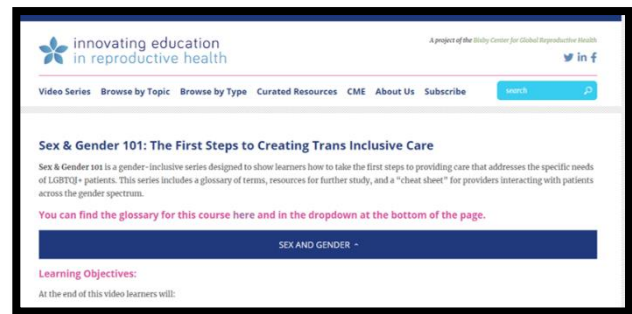 innovating education
in reproductive health
A project of the Bixby Center for Global Reproductive Health
Video Series Browse by Topic Browse by Type Curated Resources CME About Us Subscribe
search
Sex & Gender 101: The First Steps to Creating Trans Inclusive Care
Sex & Gender 101 is a gender-inclusive series designed to show learners how to take the first steps to providing care that addresses the specific needs
of LGBTQI+ patients. This series includes a glossary of terms, resources for further study, and a “cheat sheet” for providers interacting with patients
across the gender spectrum.
You can find the glossary for this course here and in the dropdown at the bottom of the page.
SEX AND GENDER -
Learning Objectives:
At the end of this video learners will: